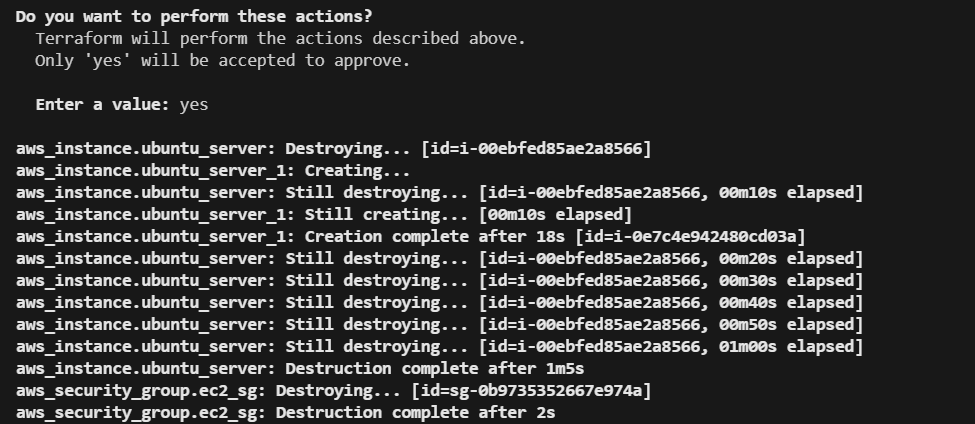 Do you want to perform these actions?
Terraform will perform the actions described above.
Only 'yes' will be accepted to approve.
Enter a value: yes
aws_instance.ubuntu_server: Destroying... [id=i-00ebfed85ae2a8566]
aws_instance.ubuntu_server_1: Creating...
aws_instance.ubuntu_server: Still destroying... [id=i-00ebfed85ae2a8566, 00m10s elapsed]
aws_instance.ubuntu_server_1: Still creating... [00m10s elapsed]
aws_instance.ubuntu_server_1: Creation complete after 18s [id=i-0e7c4e942480cd03a]
aws_instance.ubuntu_server: Still destroying... [id=i-00ebfed85ae2a8566, 00m20s elapsed]
aws_instance.ubuntu_server: Still destroying... [id=i-00ebfed85ae2a8566, 00m30s elapsed]
aws_instance.ubuntu_server: Still destroying... [id=i-00ebfed85ae2a8566, 00m40s elapsed]
aws_instance.ubuntu_server: Still destroying... [id=i-00ebfed85ae2a8566, 00m50s elapsed]
aws_instance.ubuntu_server: Still destroying... [id=i-00ebfed85ae2a8566, 01m00s elapsed]
aws_instance.ubuntu_server: Destruction complete after 1m5s
aws_security_group.ec2_sg: Destroying... [id=sg-0b9735352667e974a]
aws_security_group.ec2_sg: Destruction complete after 2s